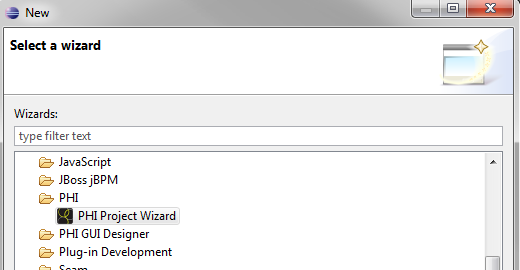 New
Select a wizard
Wizards:
type filter text
JavaScript
JBoss jBPM
PHI
PHI Project Wizard
PHI GUI Designer
Plug-in Development
Seam